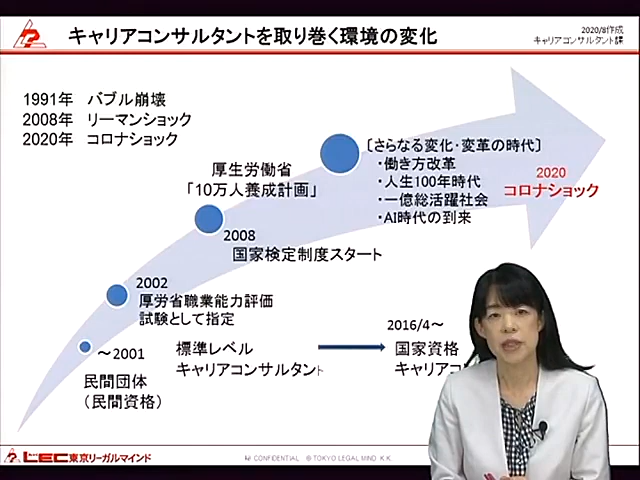 キャリアコンサルタントを取り巻く環境の変化
2020/8作成
キャリアコンサルタント課
1991年 バブル崩壊
2008年 リーマンショック
2020年 コロナショック
〔さらなる変化・変革の時代〕
・働き方改革
・人生100年時代
・一億総活躍社会
・AI時代の到来
2020
コロナショック
厚生労働省
「10万人養成計画」
2008
国家検定制度スタート
2002
厚労省職業能力評価
試験として指定
～2001
民間団体
（民間資格）
標準レベル
キャリアコンサルタント
2016/4～
国家資格
キャリアコ
LEC東京リーガルマインド
CONFIDENTIAL © TOKYO LEGAL MIND K.K.